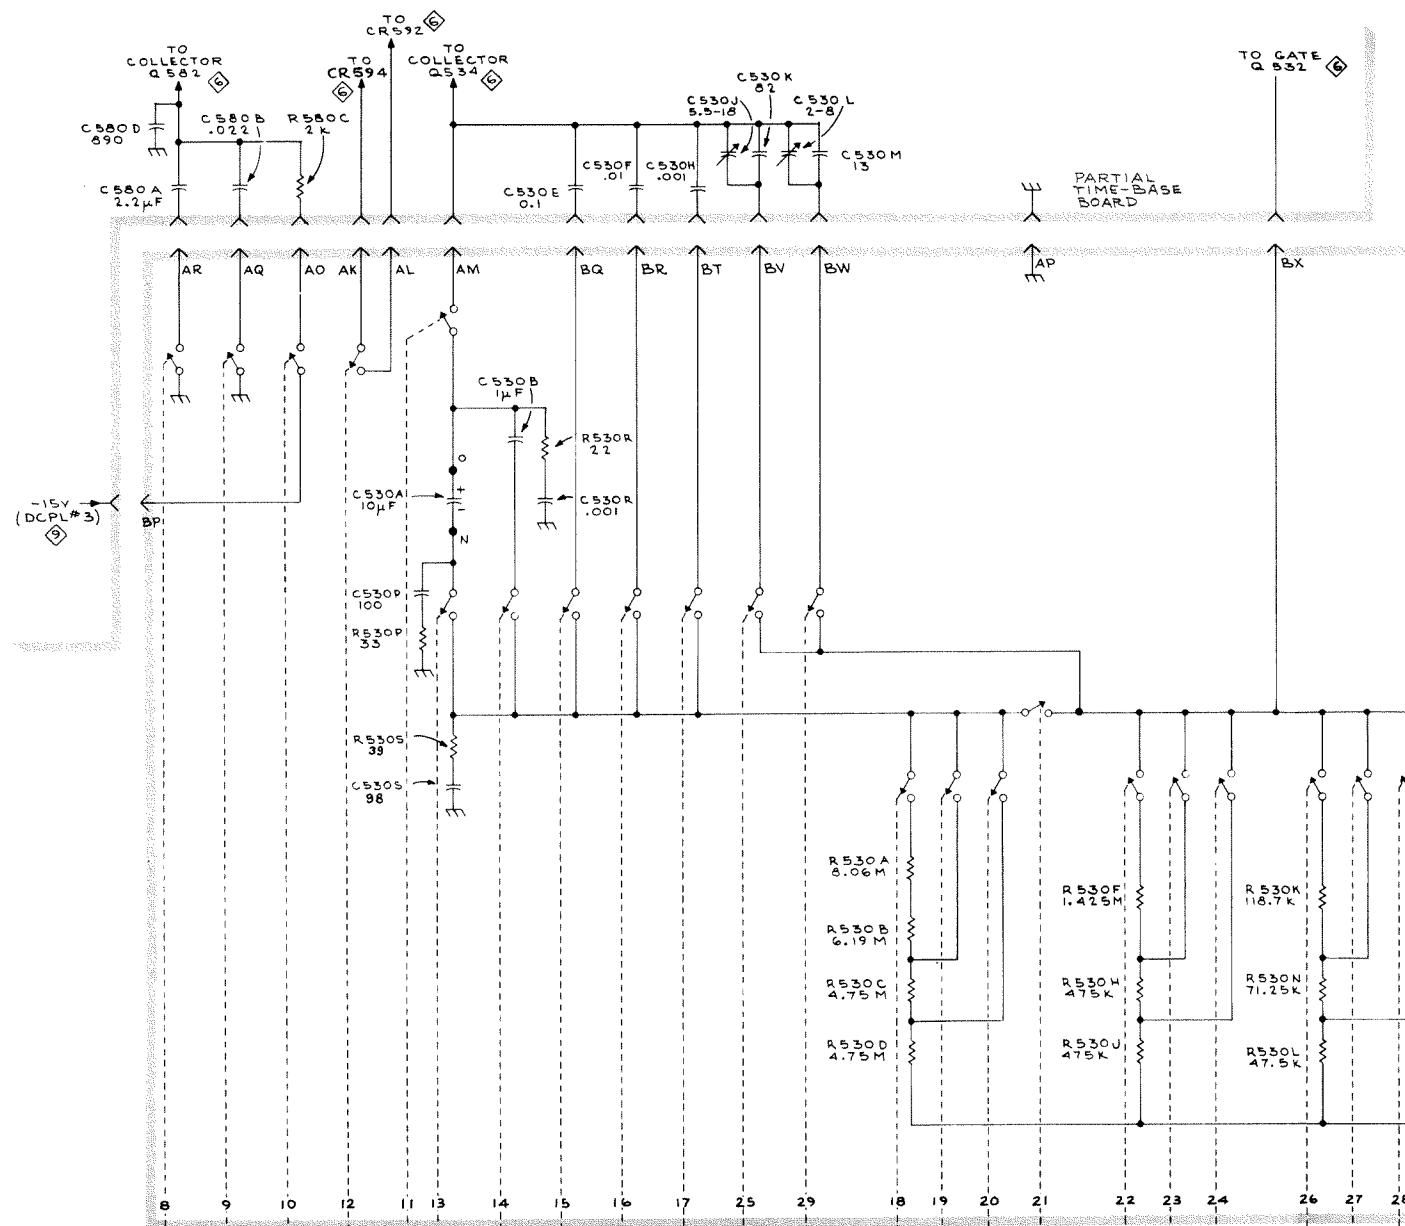 TO
CR592 6
TO
COLLECTOR
Q582 6
TO
CR594
6
TO
COLLECTOR
Q534 6
TO GATE
Q532 6
C580D
890
C580B
.022
R580C
2K
C580A
2.2µF
C530J
5.5-18
C530K
82
C530L
2-8
C530M
13
C530E
0.1
C530F
.01
C530H
.001
PARTIAL
TIME-BASE
BOARD
AR
AQ
AO
AK
AL
AM
BQ
BR
BT
BV
BW
AP
BX
C530B
1µF
R530R
22
O
C530A
10µF
+
-
N
C530R
.001
-15V
(DCPL#3)
9
BP
C530P
100
R530P
33
R530S
39
C530S
98
R530A
8.06M
R530B
6.19M
R530C
4.75M
R530D
4.75M
R530F
1.425M
R530H
475K
R530J
475K
R530K
118.7K
R530N
71.25K
R530L
47.5K
8 9 10 12 11 13 14 15 16 17 25 29 18 19 20 21 22 23 24 26 27 28